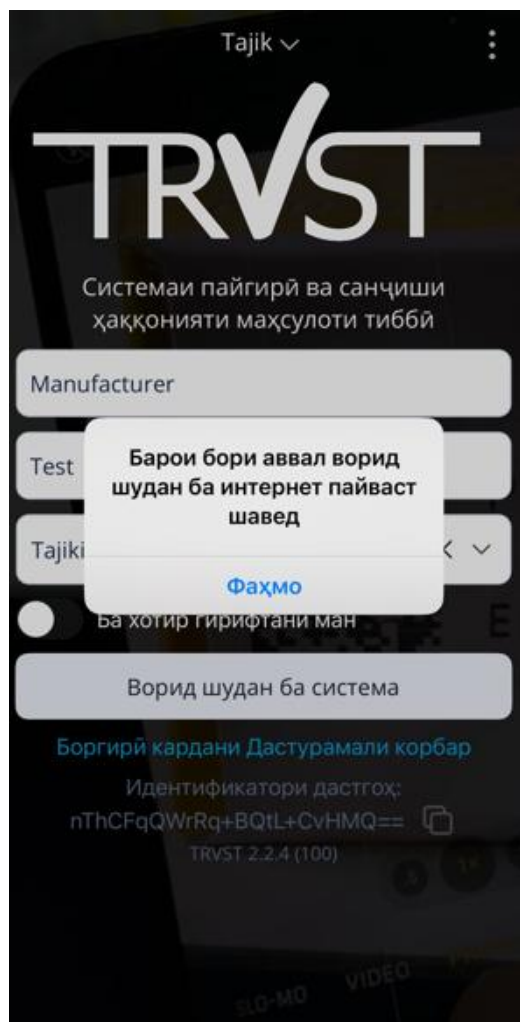 Tajik
TRVST
Системаи пайгирӣ ва санҷиши
ҳаққонияти маҳсулоти тиббӣ
Manufacturer
Test
Барои бори аввал ворид
шудан ба интернет пайваст
шавед
Tajiki
Фаҳмо
Ба хотир гирифтани ман
Ворид шудан ба система
Боргирӣ кардани Дастурамали корбар
Идентификатори дастгоҳ:
nThCFqQWrRq+BQtL+CvHMQ==
TRVST 2.2.4 (100)
SLO-MO VIDEO